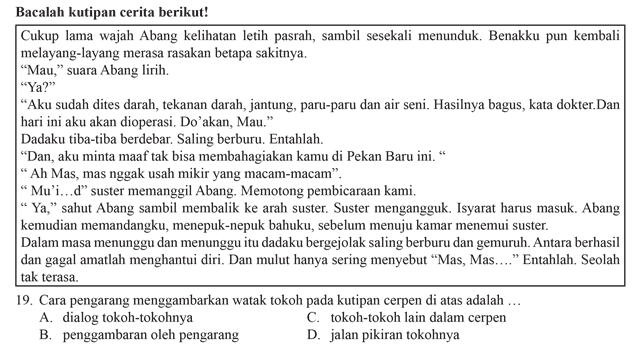 Bacalah kutipan cerita berikut!
Cukup lama wajah Abang kelihatan letih pasrah, sambil sesekali menunduk. Benakku pun kembali
melayang-layang merasa rasakan betapa sakitnya.
“Mau,” suara Abang lirih.
“Ya?”
“Aku sudah dites darah, tekanan darah, jantung, paru-paru dan air seni. Hasilnya bagus, kata dokter.Dan
hari ini aku akan dioperasi. Do’akan, Mau.”
Dadaku tiba-tiba berdebar. Saling berburu. Entahlah.
“Dan, aku minta maaf tak bisa membahagiakan kamu di Pekan Baru ini. “
“ Ah Mas, mas nggak usah mikir yang macam-macam”.
“ Mu’i…d” suster memanggil Abang. Memotong pembicaraan kami.
“ Ya,” sahut Abang sambil membalik ke arah suster. Suster mengangguk. Isyarat harus masuk. Abang
kemudian memandangku, menepuk-nepuk bahuku, sebelum menuju kamar menemui suster.
Dalam masa menunggu dan menunggu itu dadaku bergejolak saling berburu dan gemuruh. Antara berhasil
dan gagal amatlah menghantui diri. Dan mulut hanya sering menyebut “Mas, Mas….” Entahlah. Seolah
tak terasa.
19. Cara pengarang menggambarkan watak tokoh pada kutipan cerpen di atas adalah …
A. dialog tokoh-tokohnya C. tokoh-tokoh lain dalam cerpen
B. penggambaran oleh pengarang D. jalan pikiran tokohnya